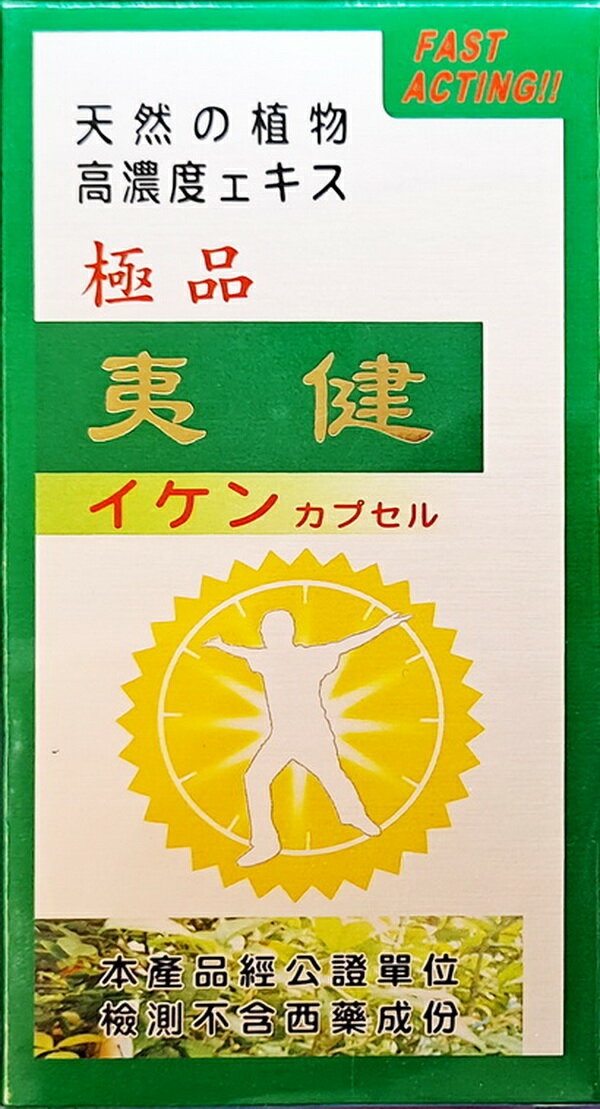 FAST
ACTING!!
天然の植物
高濃度エキス
極品
夷健
イケン カプセル
本產品經公證單位
檢測不含西藥成份